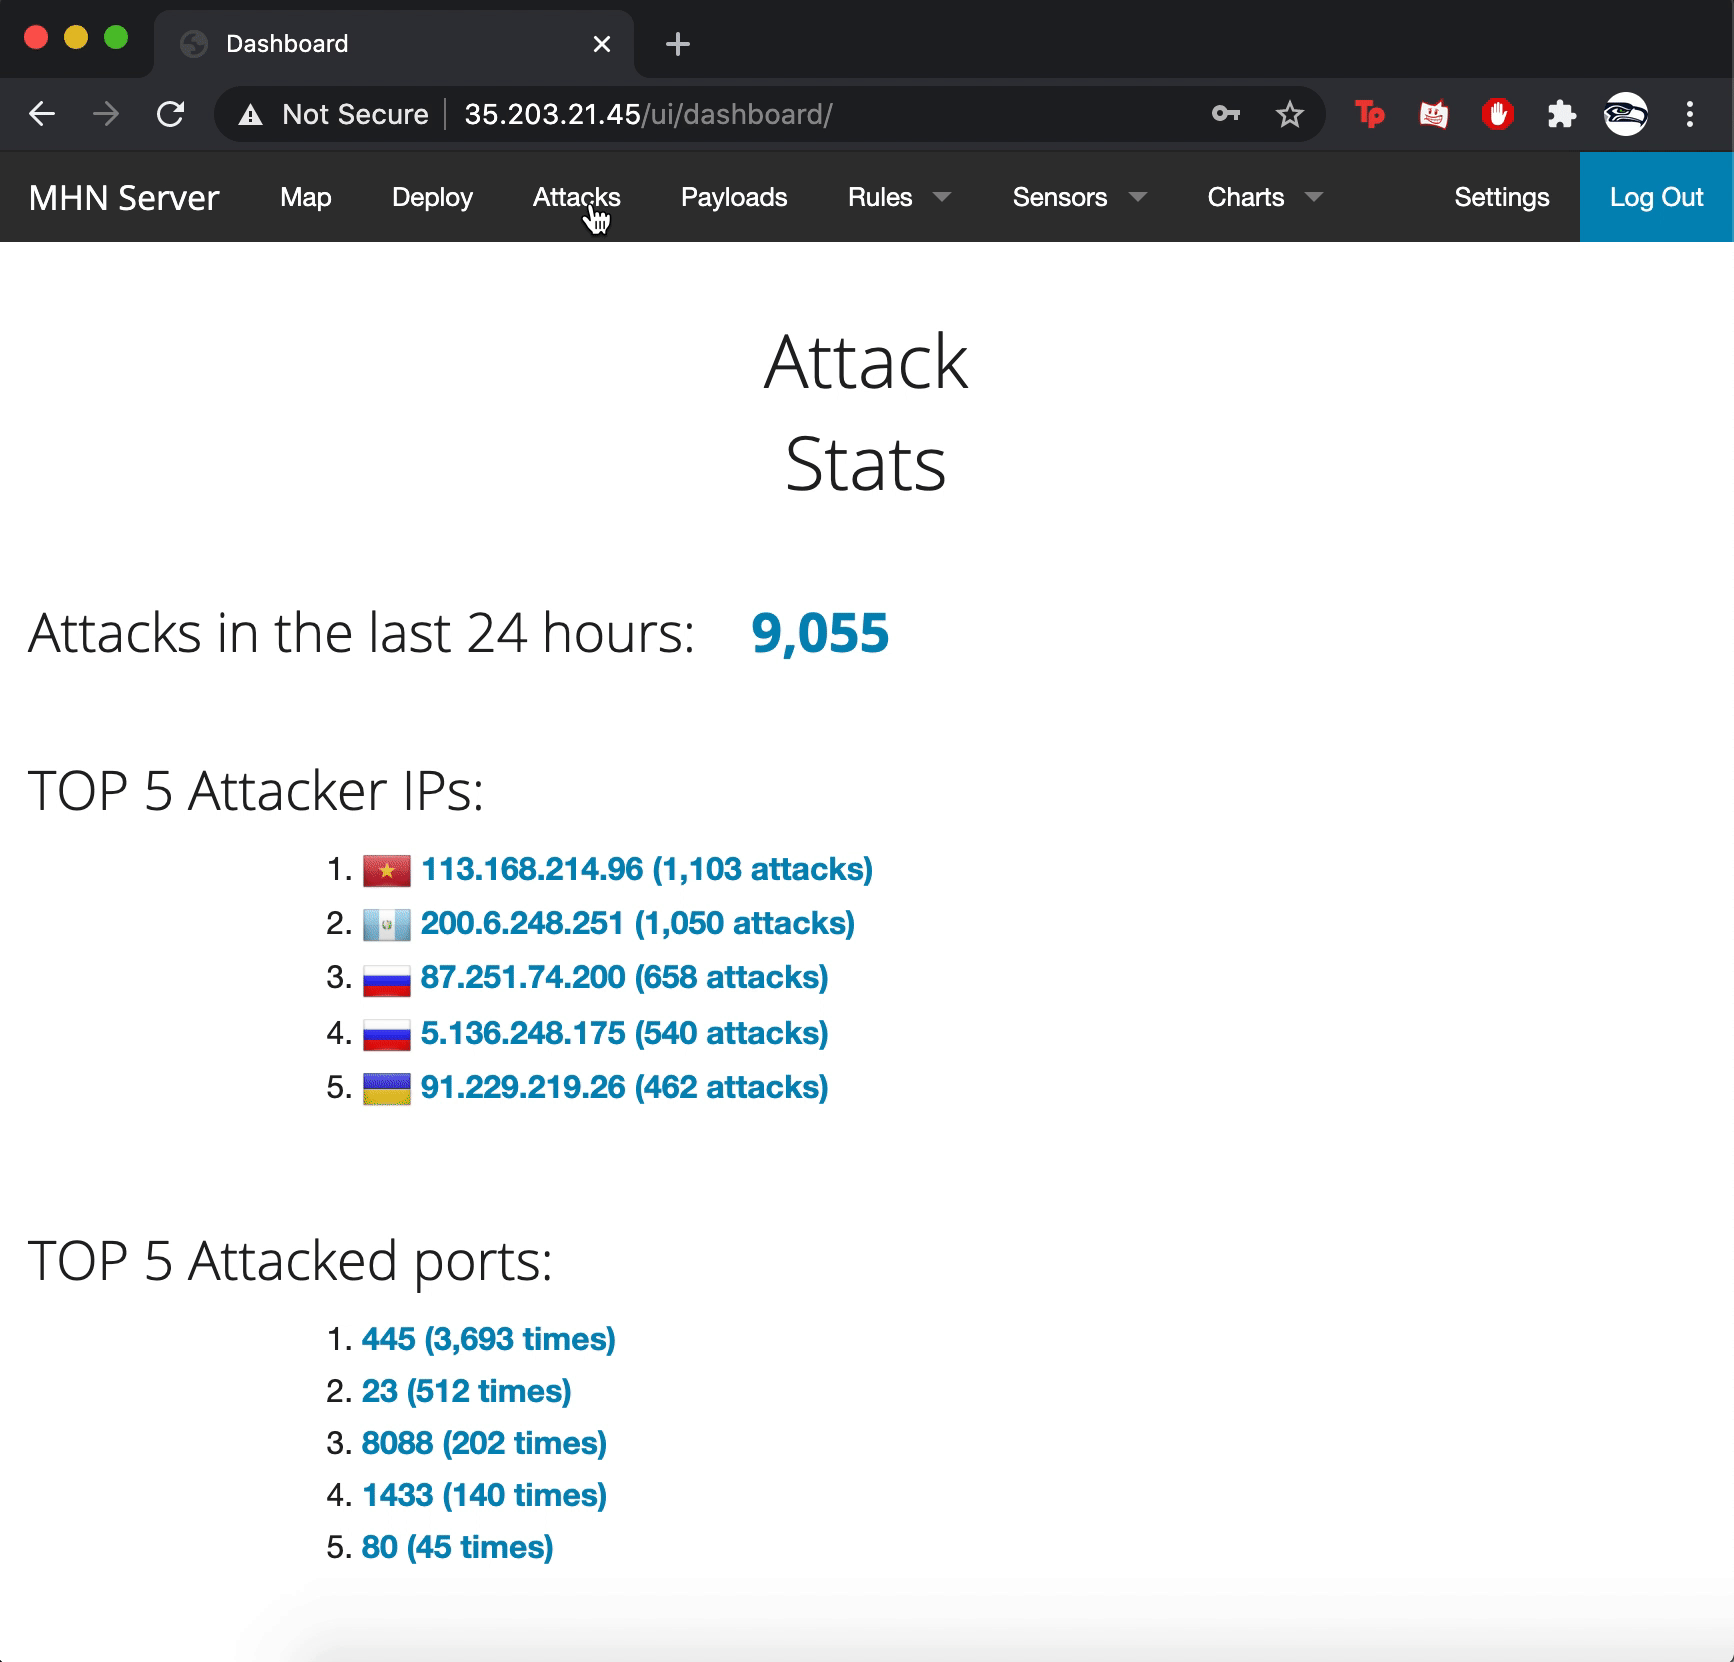 Dashboard
Not Secure 35.203.21.45/ui/dashboard/
Tp
MHN Server Map Deploy Attacks Payloads Rules Sensors Charts Settings Log Out
Attack
Stats
Attacks in the last 24 hours: 9,055
TOP 5 Attacker IPs:
1. 113.168.214.96 (1,103 attacks)
2. 200.6.248.251 (1,050 attacks)
3. 87.251.74.200 (658 attacks)
4. 5.136.248.175 (540 attacks)
5. 91.229.219.26 (462 attacks)
TOP 5 Attacked ports:
1. 445 (3,693 times)
2. 23 (512 times)
3. 8088 (202 times)
4. 1433 (140 times)
5. 80 (45 times)